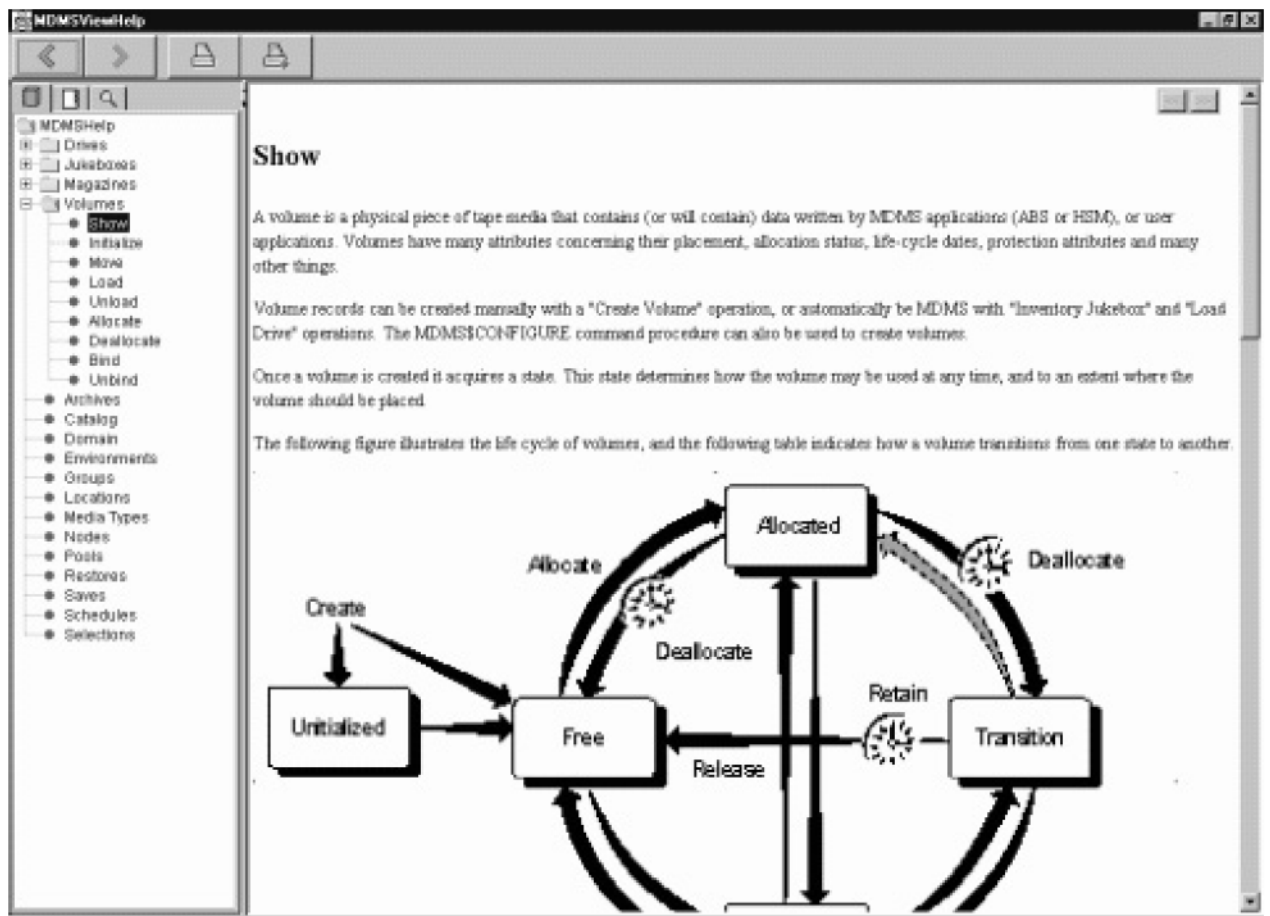 MDMSViewHelp
MDMSHelp
Drives
Jukeboxes
Magazines
Volumes
Show
Initialize
Move
Load
Unload
Allocate
Deallocate
Bind
Unbind
Archives
Catalog
Domain
Environments
Groups
Locations
Media Types
Nodes
Pools
Restores
Saves
Schedules
Selections
Show
A volume is a physical piece of tape media that contains (or will contain) data written by MDMS applications (ABS or HSM), or user
applications. Volumes have many attributes concerning their placement, allocation status, life-cycle dates, protection attributes and many
other things.
Volume records can be created manually with a "Create Volume" operation, or automatically be MDMS with "Inventory Jukebox" and "Load
Drive" operations. The MDMS$CONFIGURE command procedure can also be used to create volumes.
Once a volume is created it acquires a state. This state determines how the volume may be used at any time, and to an extent where the
volume should be placed
The following figure illustrates the life cycle of volumes, and the following table indicates how a volume transitions from one state to another.
Allocated
Allocate
Deallocate
Create
Deallocate
Retain
Unitialized
Free
Transition
Release